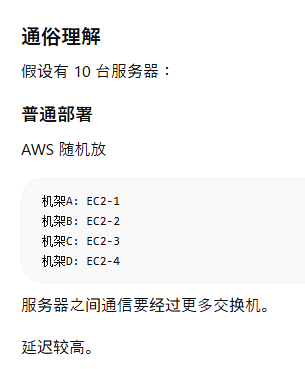 通俗理解
假设有 10 台服务器：
普通部署
AWS 随机放
机架A: EC2-1
机架B: EC2-2
机架C: EC2-3
机架D: EC2-4
服务器之间通信要经过更多交换机。
延迟较高。